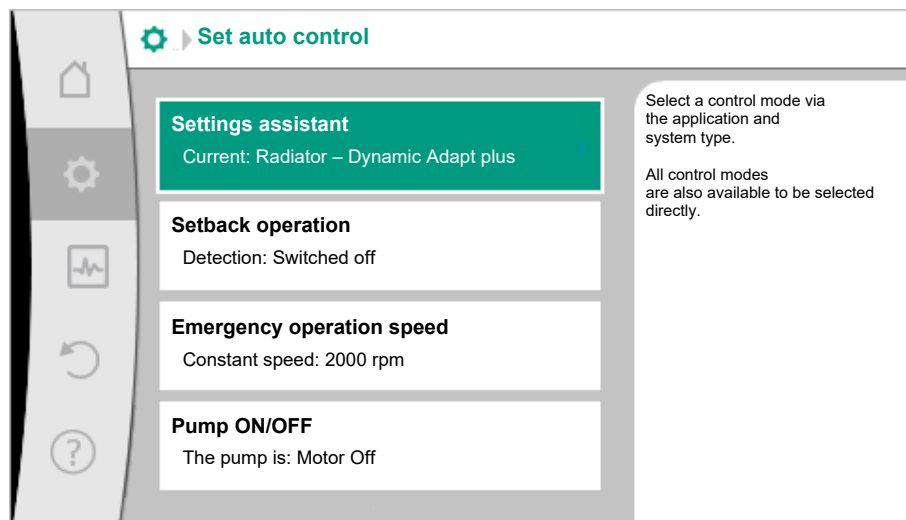 Set auto control
Settings assistant
Current: Radiator – Dynamic Adapt plus
Setback operation
Detection: Switched off
Emergency operation speed
Constant speed: 2000 rpm
Pump ON/OFF
The pump is: Motor Off
Select a control mode via
the application and
system type.
All control modes
are also available to be selected
directly.
?